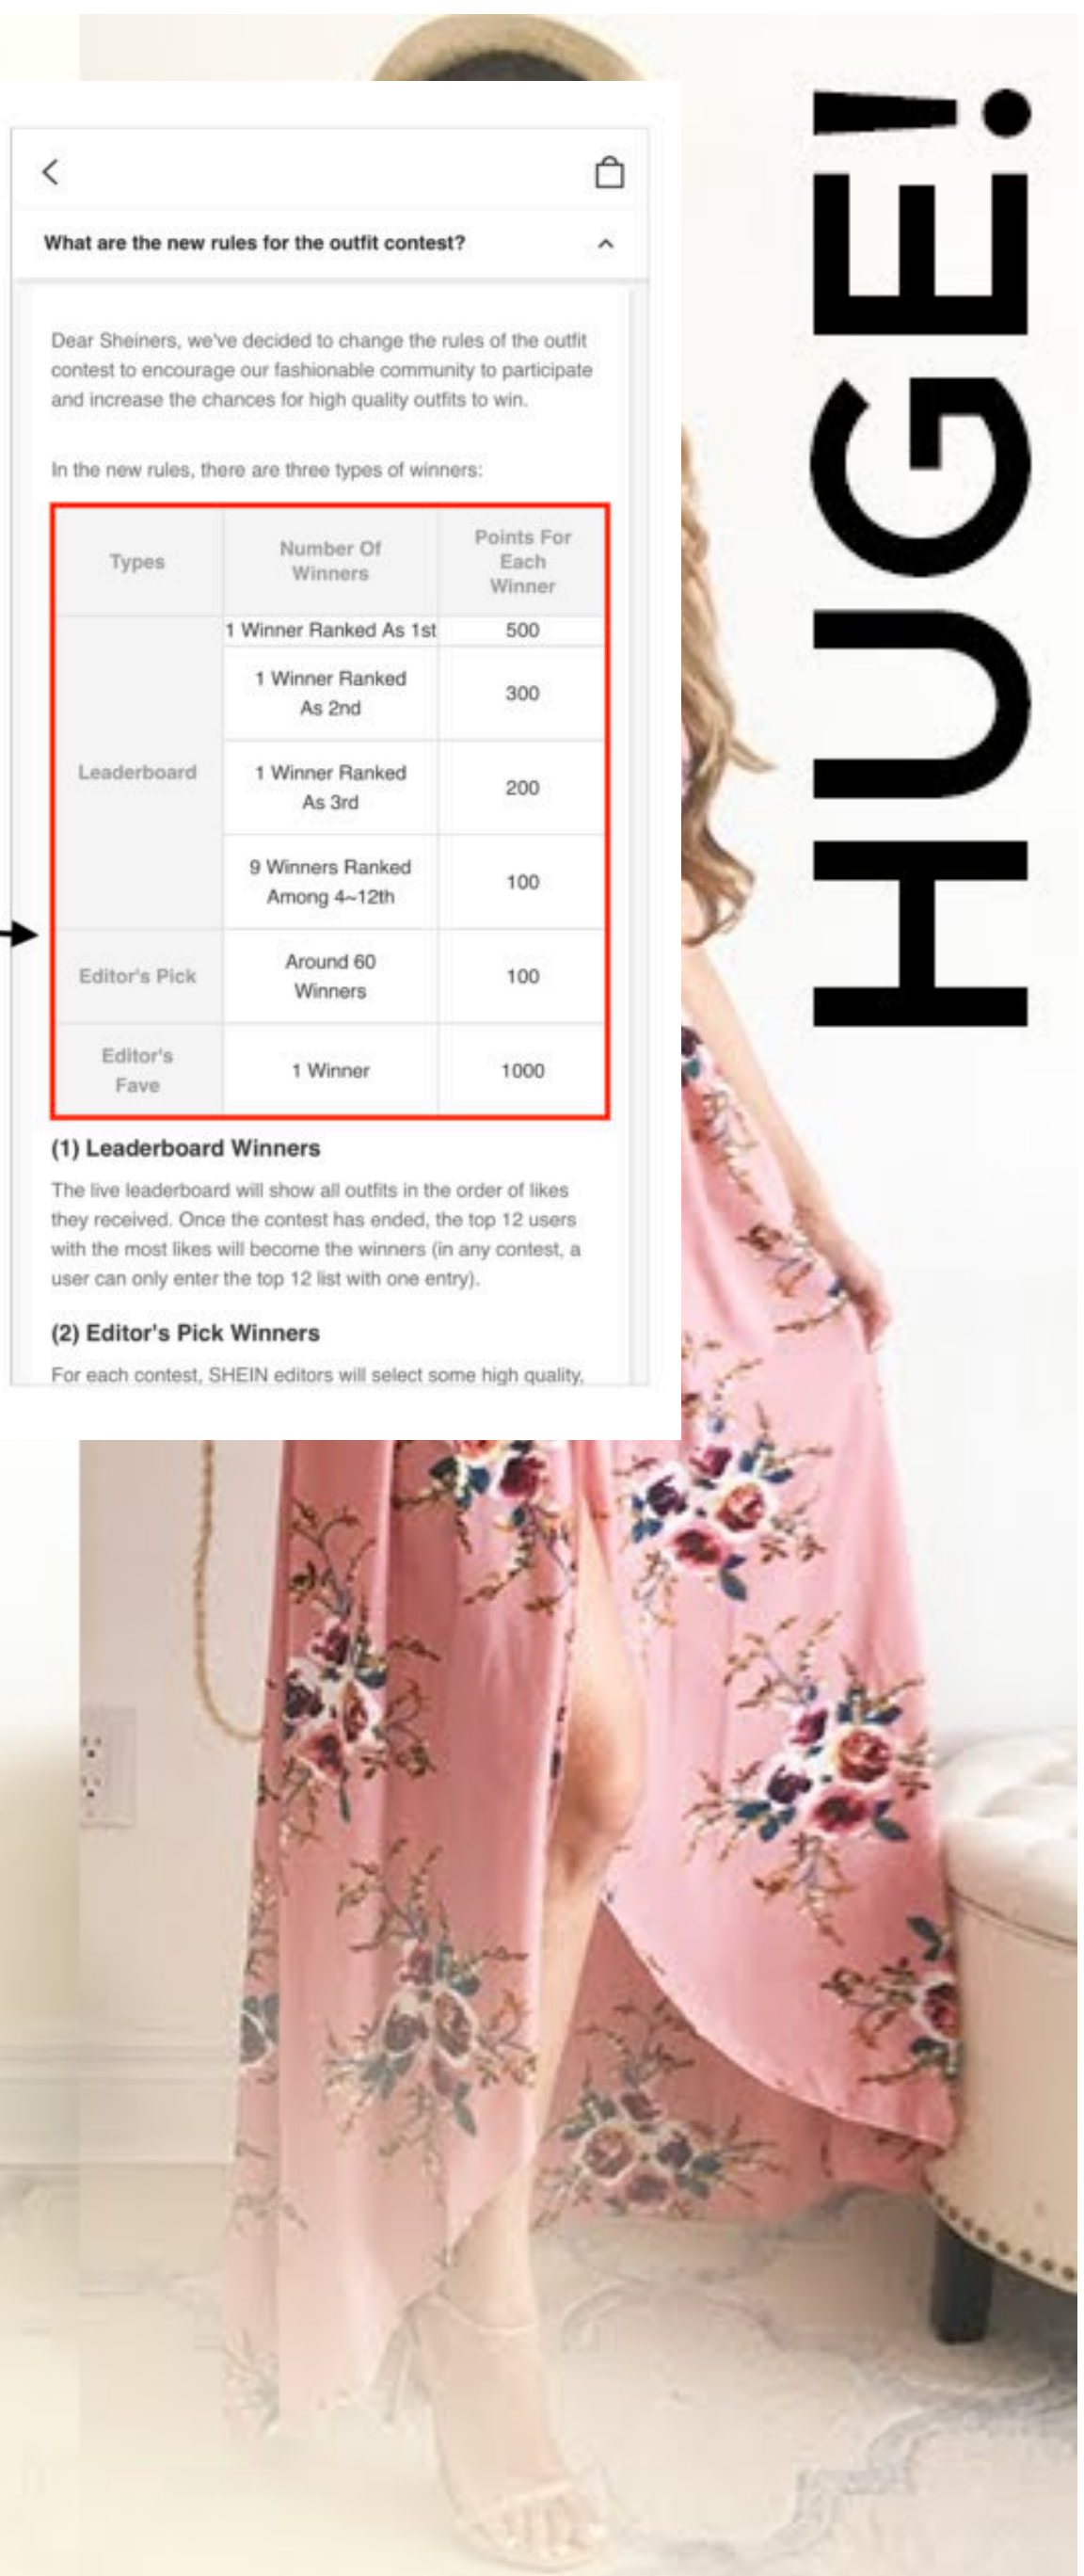 What are the new rules for the outfit contest?
Dear Sheiners, we've decided to change the rules of the outfit
contest to encourage our fashionable community to participate
and increase the chances for high quality outfits to win.
In the new rules, there are three types of winners:
Types
Number Of
Winners
Points For
Each
Winner
Leaderboard
1 Winner Ranked As 1st
500
1 Winner Ranked
As 2nd
300
1 Winner Ranked
As 3rd
200
9 Winners Ranked
Among 4~12th
100
Editor's Pick
Around 60
Winners
100
Editor's
Fave
1 Winner
1000
(1) Leaderboard Winners
The live leaderboard will show all outfits in the order of likes
they received. Once the contest has ended, the top 12 users
with the most likes will become the winners (in any contest, a
user can only enter the top 12 list with one entry).
(2) Editor's Pick Winners
For each contest, SHEIN editors will select some high quality,
HUGE!